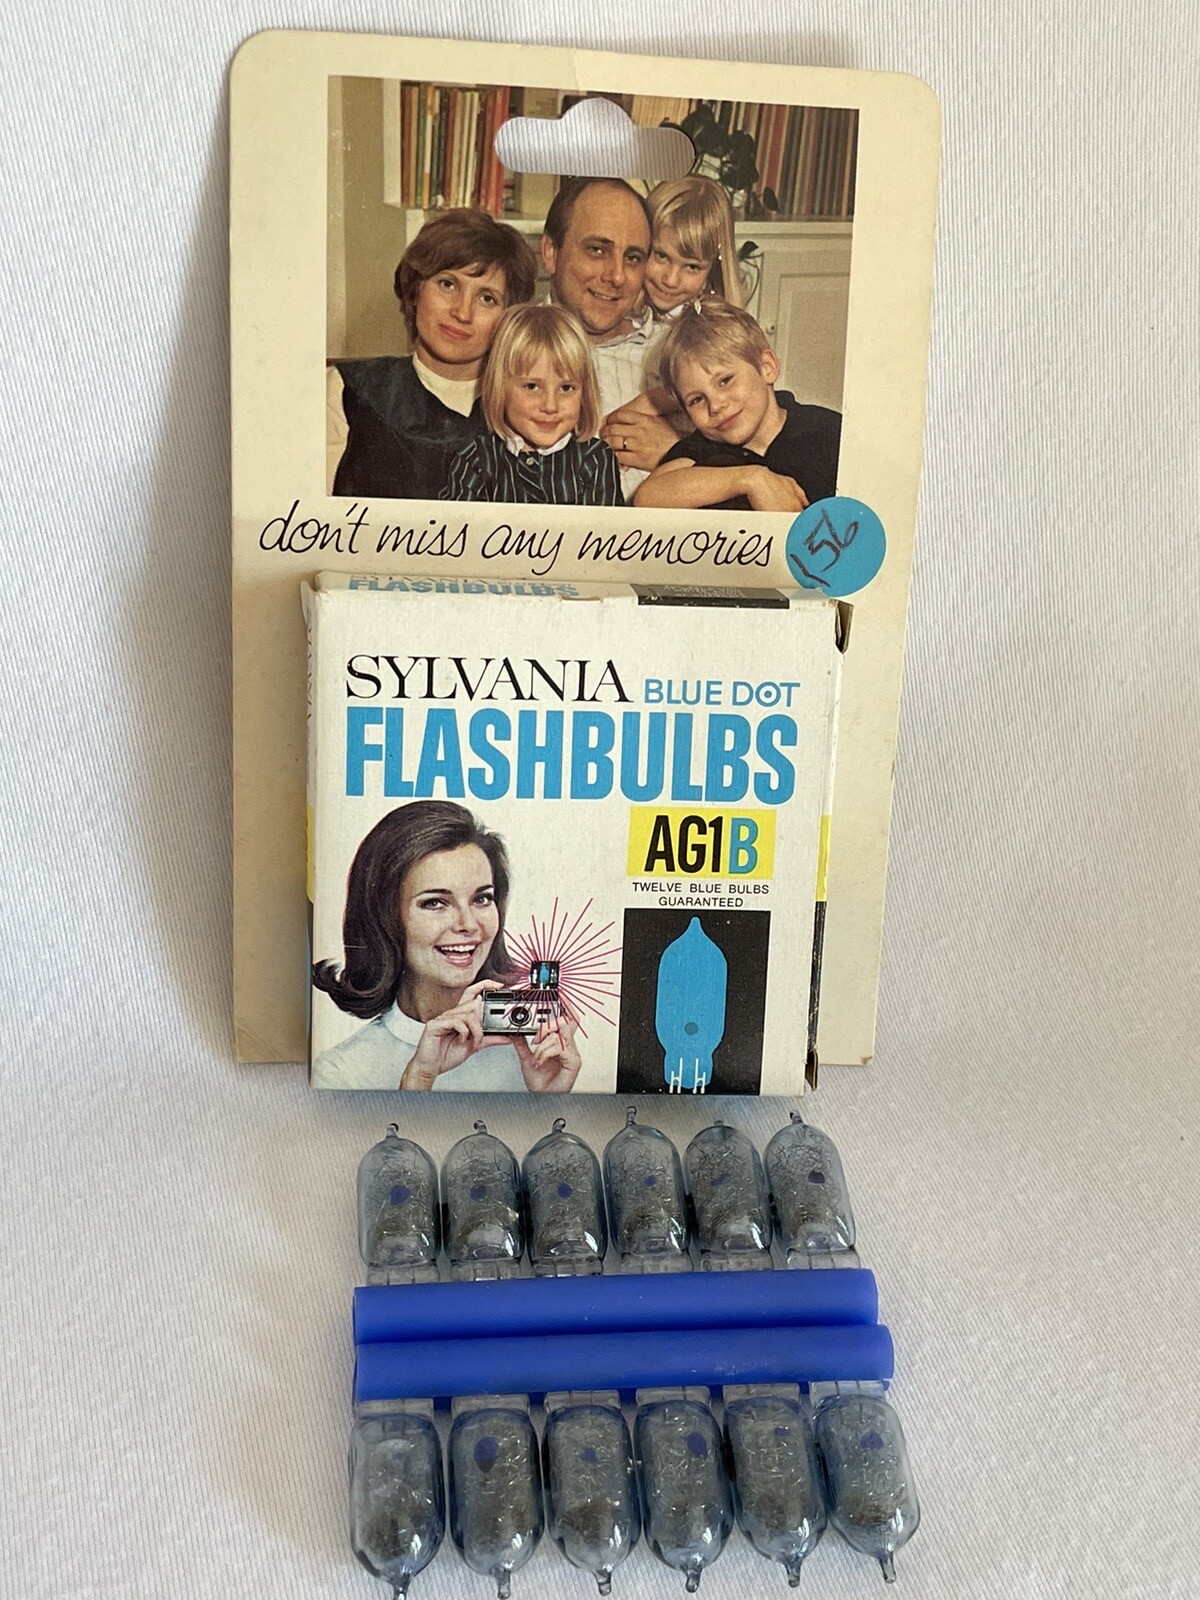 don't miss any memories
156
FLASHBULBS
SYLVANIA BLUE DOT
FLASHBULBS
AG1B
TWELVE BLUE BULBS
GUARANTEED